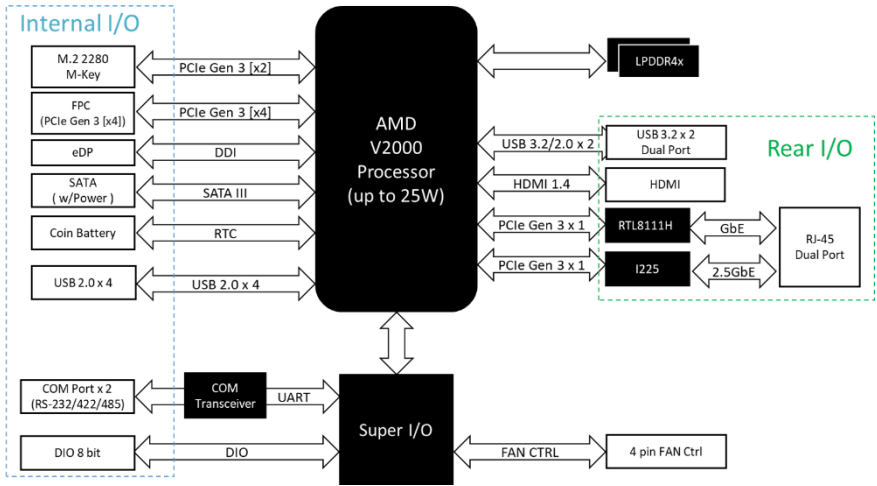 Internal I/O
M.2 2280
M-Key
PCIe Gen 3 [x2]
FPC
(PCIe Gen 3 [x4])
PCIe Gen 3 [x4]
eDP
DDI
SATA
( w/Power )
SATA III
Coin Battery
RTC
USB 2.0 x 4
USB 2.0 x 4
AMD
V2000
Processor
(up to 25W)
LPDDR4x
Rear I/O
USB 3.2/2.0 x 2
USB 3.2 x 2
Dual Port
HDMI 1.4
HDMI
PCIe Gen 3 x 1
RTL8111H
GbE
RJ-45
Dual Port
PCIe Gen 3 x 1
I225
2.5GbE
COM Port x 2
(RS-232/422/485)
COM
Transceiver
UART
Super I/O
DIO 8 bit
DIO
FAN CTRL
4 pin FAN Ctrl